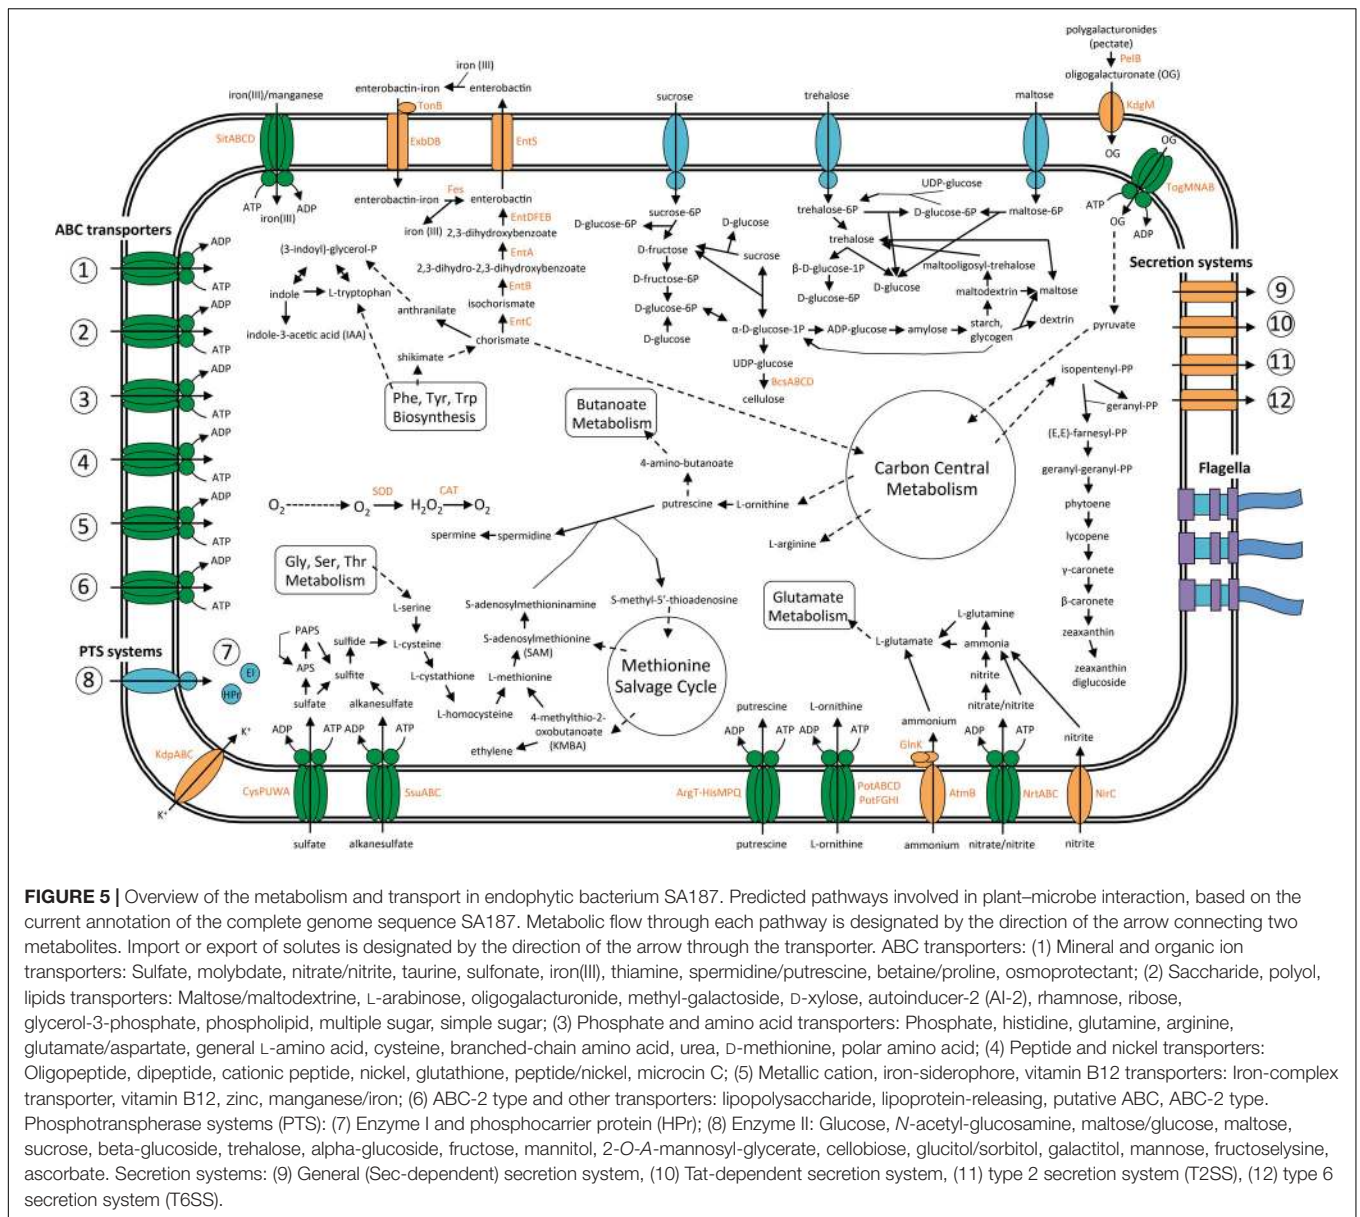 polygalacturonides
(pectate)
PelB
oligogalacturonate (OG)
KdgM
OG
OG
TogMNAB
ATP
OG
ADP
iron (III)
enterobactin-iron
enterobactin
iron(III)/manganese
TonB
SitABCD
ExbDB
EntS
sucrose
trehalose
maltose
ATP
ADP
iron(III)
Fes
enterobactin-iron
enterobactin
iron (III)
EntDFEB
2,3-dihydroxybenzoate
EntA
2,3-dihydro-2,3-dihydroxybenzoate
EntB
isochorismate
EntC
chorismate
(3-indoyl)-glycerol-P
indole
L-tryptophan
indole-3-acetic acid (IAA)
anthranilate
shikimate
Phe, Tyr, Trp
Biosynthesis
sucrose-6P
D-glucose-6P
D-glucose
D-fructose
sucrose
D-fructose-6P
D-glucose-6P
D-glucose
α-D-glucose-1P
ADP-glucose
amylose
starch,
glycogen
UDP-glucose
BcsABCD
cellulose
UDP-glucose
trehalose-6P
D-glucose-6P
maltose-6P
trehalose
β-D-glucose-1P
D-glucose
D-glucose-6P
maltooligosyl-trehalose
maltodextrin
maltose
dextrin
ABC transporters
1
ADP
ATP
2
ADP
ATP
3
ADP
ATP
4
ADP
ATP
5
ADP
ATP
6
ADP
ATP
PTS systems
7
EI
HPr
8
Secretion systems
9
10
11
12
Flagella
pyruvate
isopentenyl-PP
geranyl-PP
(E,E)-farnesyl-PP
geranyl-geranyl-PP
phytoene
lycopene
γ-caronete
β-caronete
zeaxanthin
zeaxanthin
diglucoside
Carbon Central
Metabolism
Butanoate
Metabolism
4-amino-butanoate
putrescine
L-ornithine
L-arginine
spermine
spermidine
O2
O2
SOD
H2O2
CAT
O2
Gly, Ser, Thr
Metabolism
L-serine
L-cysteine
L-cystathione
L-homocysteine
L-methionine
S-adenosylmethionine
(SAM)
S-adenosylmethioninamine
S-methyl-5'-thioadenosine
Methionine
Salvage Cycle
4-methylthio-2-
oxobutanoate
(KMBA)
ethylene
PAPS
APS
sulfide
sulfite
sulfate
alkanesulfate
Glutamate
Metabolism
L-glutamate
L-glutamine
ammonia
nitrite
nitrate/nitrite
ammonium
nitrite
putrescine
L-ornithine
K+
KdpABC
K+
ADP
ATP
CysPUWA
sulfate
ADP
ATP
SsuABC
alkanesulfate
ADP
ATP
ArgT-HisMPQ
putrescine
ADP
ATP
PotABCD
PotFGHI
L-ornithine
GlnK
AtmB
ammonium
ADP
ATP
NrtABC
nitrate/nitrite
NirC
nitrite
FIGURE 5 | Overview of the metabolism and transport in endophytic bacterium SA187. Predicted pathways involved in plant–microbe interaction, based on the
current annotation of the complete genome sequence SA187. Metabolic flow through each pathway is designated by the direction of the arrow connecting two
metabolites. Import or export of solutes is designated by the direction of the arrow through the transporter. ABC transporters: (1) Mineral and organic ion
transporters: Sulfate, molybdate, nitrate/nitrite, taurine, sulfonate, iron(III), thiamine, spermidine/putrescine, betaine/proline, osmoprotectant; (2) Saccharide, polyol,
lipids transporters: Maltose/maltodextrine, L-arabinose, oligogalacturonide, methyl-galactoside, D-xylose, autoinducer-2 (AI-2), rhamnose, ribose,
glycerol-3-phosphate, phospholipid, multiple sugar, simple sugar; (3) Phosphate and amino acid transporters: Phosphate, histidine, glutamine, arginine,
glutamate/aspartate, general L-amino acid, cysteine, branched-chain amino acid, urea, D-methionine, polar amino acid; (4) Peptide and nickel transporters:
Oligopeptide, dipeptide, cationic peptide, nickel, glutathione, peptide/nickel, microcin C; (5) Metallic cation, iron-siderophore, vitamin B12 transporters: Iron-complex
transporter, vitamin B12, zinc, manganese/iron; (6) ABC-2 type and other transporters: lipopolysaccharide, lipoprotein-releasing, putative ABC, ABC-2 type.
Phosphotranspherase systems (PTS): (7) Enzyme I and phosphocarrier protein (HPr); (8) Enzyme II: Glucose, N-acetyl-glucosamine, maltose/glucose, maltose,
sucrose, beta-glucoside, trehalose, alpha-glucoside, fructose, mannitol, 2-O-A-mannosyl-glycerate, cellobiose, glucitol/sorbitol, galactitol, mannose, fructoselysine,
ascorbate. Secretion systems: (9) General (Sec-dependent) secretion system, (10) Tat-dependent secretion system, (11) type 2 secretion system (T2SS), (12) type 6
secretion system (T6SS).